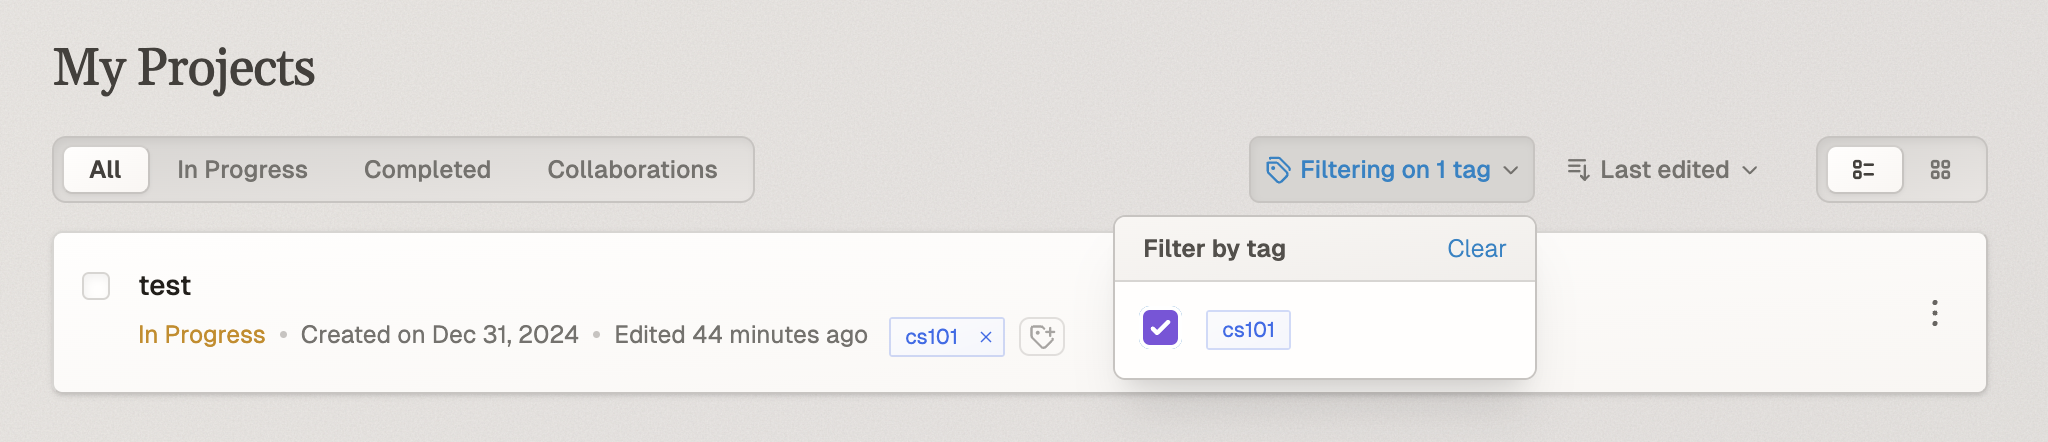 My Projects
All In Progress Completed Collaborations Filtering on 1 tag Last edited
Filter by tag Clear
test
In Progress • Created on Dec 31, 2024 • Edited 44 minutes ago cs101 × cs101